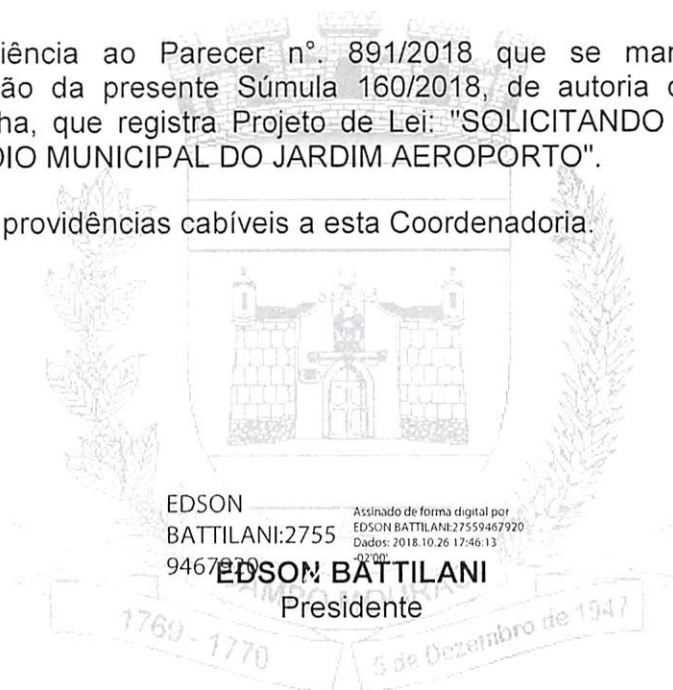 iência ao Parecer n°. 891/2018 que se mar
ão da presente Súmula 160/2018, de autoria
ha, que registra Projeto de Lei: "SOLICITANDO
DIO MUNICIPAL DO JARDIM AEROPORTO".
providências cabíveis a esta Coordenadoria.
EDSON
BATTILANI:2755
9467920
Assinado de forma digital por
EDSON BATTILANI:27559467920
Dados: 2018.10.26 17:46:13
-02'00'
EDSON BATTILANI
Presidente
CAMPO MOURÃO
1769 - 1770
5 de Dezembro de 1947